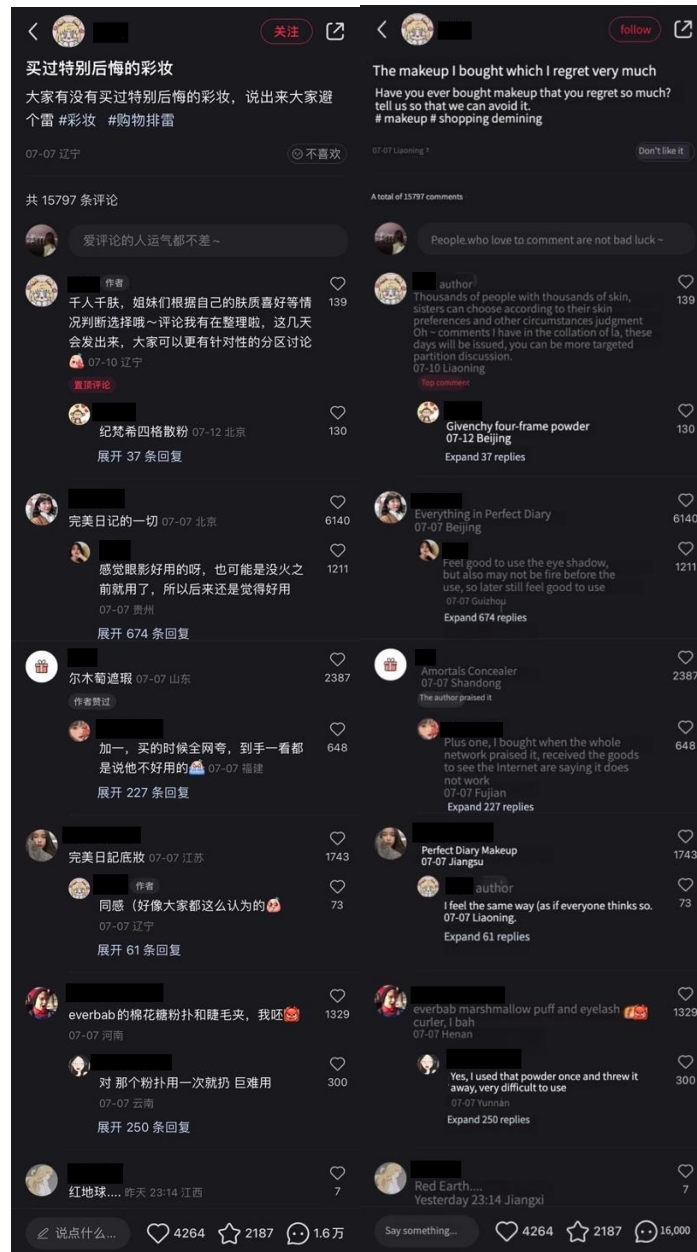 关注
买过特别后悔的彩妆
大家有没有买过特别后悔的彩妆，说出来大家避
个雷 #彩妆 #购物排雷
07-07 辽宁
不喜欢
共 15797 条评论
爱评论的人运气都不差~
作者
千人千肤，姐妹们根据自己的肤质喜好等情
况判断选择哦～评论我有在整理啦，这几天
会发出来，大家可以更有针对性的分区讨论
07-10 辽宁
139
置顶评论
纪梵希四格散粉 07-12 北京
130
展开 37 条回复
完美日记的一切 07-07 北京
6140
感觉眼影好用的呀，也可能是没火之
前就用了，所以后来还是觉得好用
07-07 贵州
1211
展开 674 条回复
尔木萄遮瑕 07-07 山东
2387
作者赞过
加一，买的时候全网夸，到手一看都
是说他不好用的 07-07 福建
648
展开 227 条回复
完美日記底妝 07-07 江苏
1743
作者
同感（好像大家都这么认为的
07-07 辽宁
73
展开 61 条回复
everbab的棉花糖粉扑和睫毛夹，我呸
07-07 河南
1329
对 那个粉扑用一次就扔 巨难用
07-07 云南
300
展开 250 条回复
红地球.... 昨天 23:14 江西
7
说点什么...
4264
2187
1.6万
follow
The makeup I bought which I regret very much
Have you ever bought makeup that you regret so much?
tell us so that we can avoid it.
# makeup # shopping demining
07-07 Liaoning
Don't like it
A total of 15797 comments
People who love to comment are not bad luck ~
author
Thousands of people with thousands of skin,
sisters can choose according to their skin
preferences and other circumstances judgment
Oh ~ comments I have in the collation of la, these
days will be issued, you can be more targeted
partition discussion.
07-10 Liaoning
139
Top comment
Givenchy four-frame powder
07-12 Beijing
130
Expand 37 replies
Everything in Perfect Diary
07-07 Beijing
6140
Feel good to use the eye shadow,
but also may not be fire before the
use, so later still feel good to use
07-07 Guizhou
1211
Expand 674 replies
Amortals Concealer
07-07 Shandong
2387
The author praised it
Plus one, I bought when the whole
network praised it, received the goods
to see the Internet are saying it does
not work
07-07 Fujian
648
Expand 227 replies
Perfect Diary Makeup
07-07 Jiangsu
1743
author
I feel the same way (as if everyone thinks so.
07-07 Liaoning.
73
Expand 61 replies
everbab marshmallow puff and eyelash
curler, I bah
07-07 Henan
1329
Yes, I used that powder once and threw it
away, very difficult to use
07-07 Yunnan
300
Expand 250 replies
Red Earth....
Yesterday 23:14 Jiangxi
7
Say something...
4264
2187
16,000